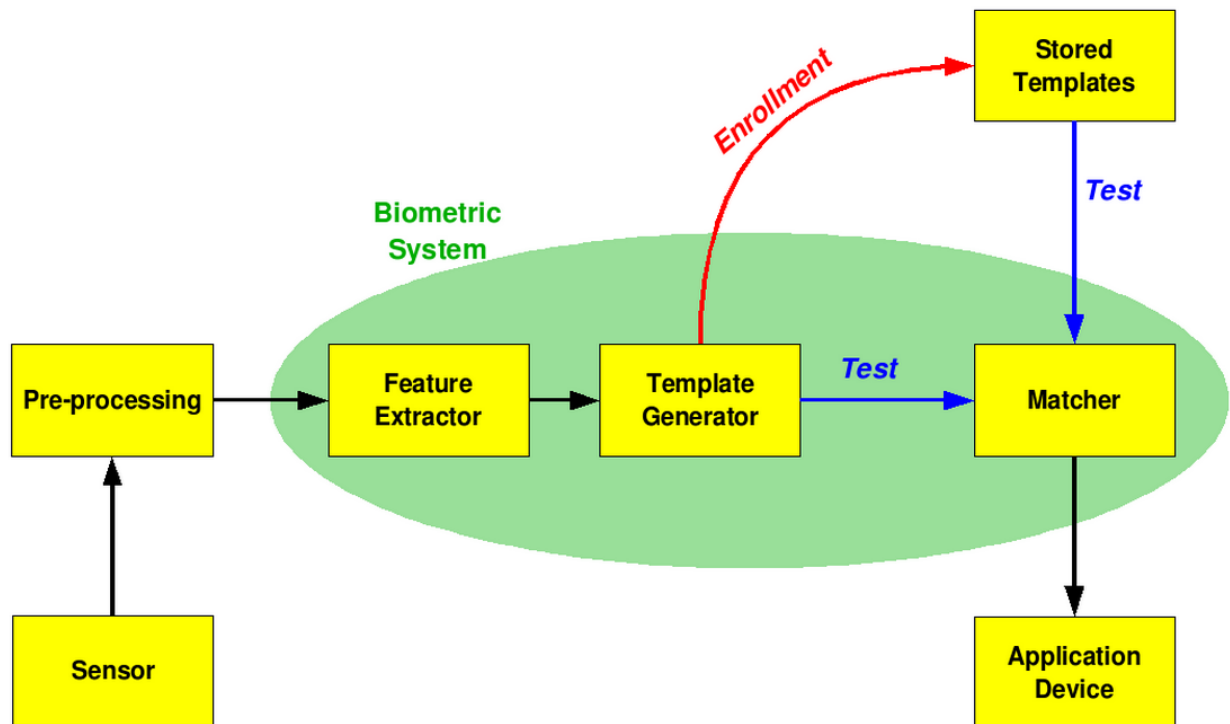 Stored
Templates
Enrollment
Test
Biometric
System
Pre-processing
Feature
Extractor
Template
Generator
Test
Matcher
Sensor
Application
Device